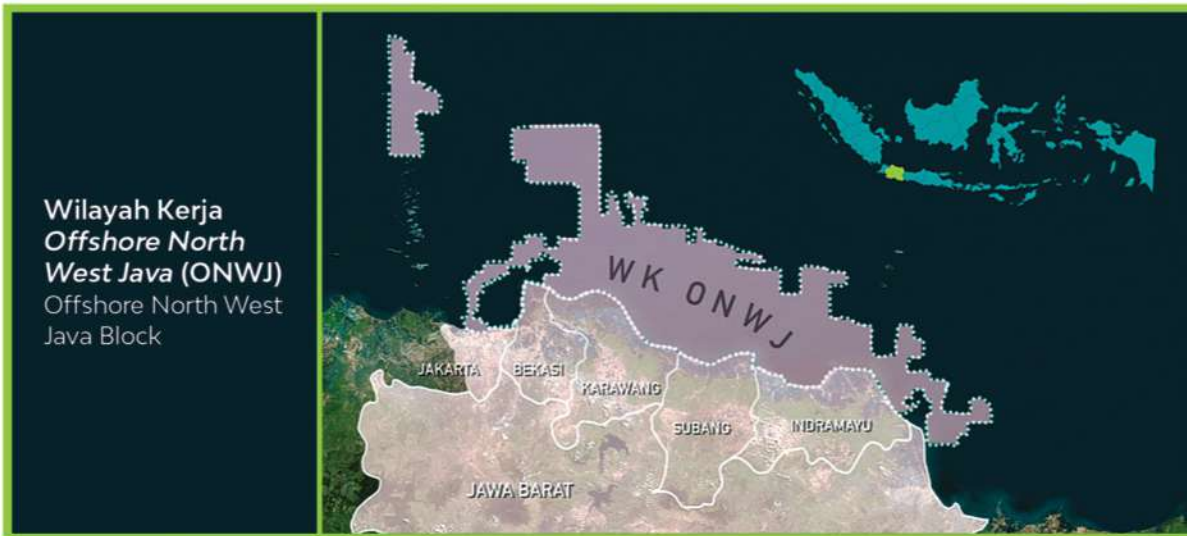 Wilayah Kerja
Offshore North
West Java (ONWJ)
Offshore North West
Java Block
WK ONWJ
JAKARTA
BEKASI
KARAWANG
SUBANG
INDRAMAYU
JAWA BARAT